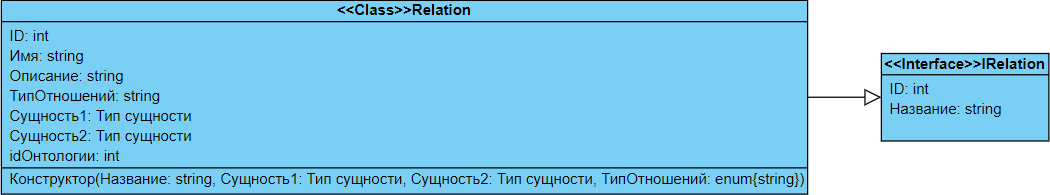 <<Class>>Relation
ID: int
Имя: string
Описание: string
ТипОтношений: string
Сущность1: Тип сущности
Сущность2: Тип сущности
idОнтологии: int
Конструктор(Название: string, Сущность1: Тип сущности, Сущность2: Тип сущности, ТипОтношений: enum{string})
<<Interface>>IRelation
ID: int
Название: string